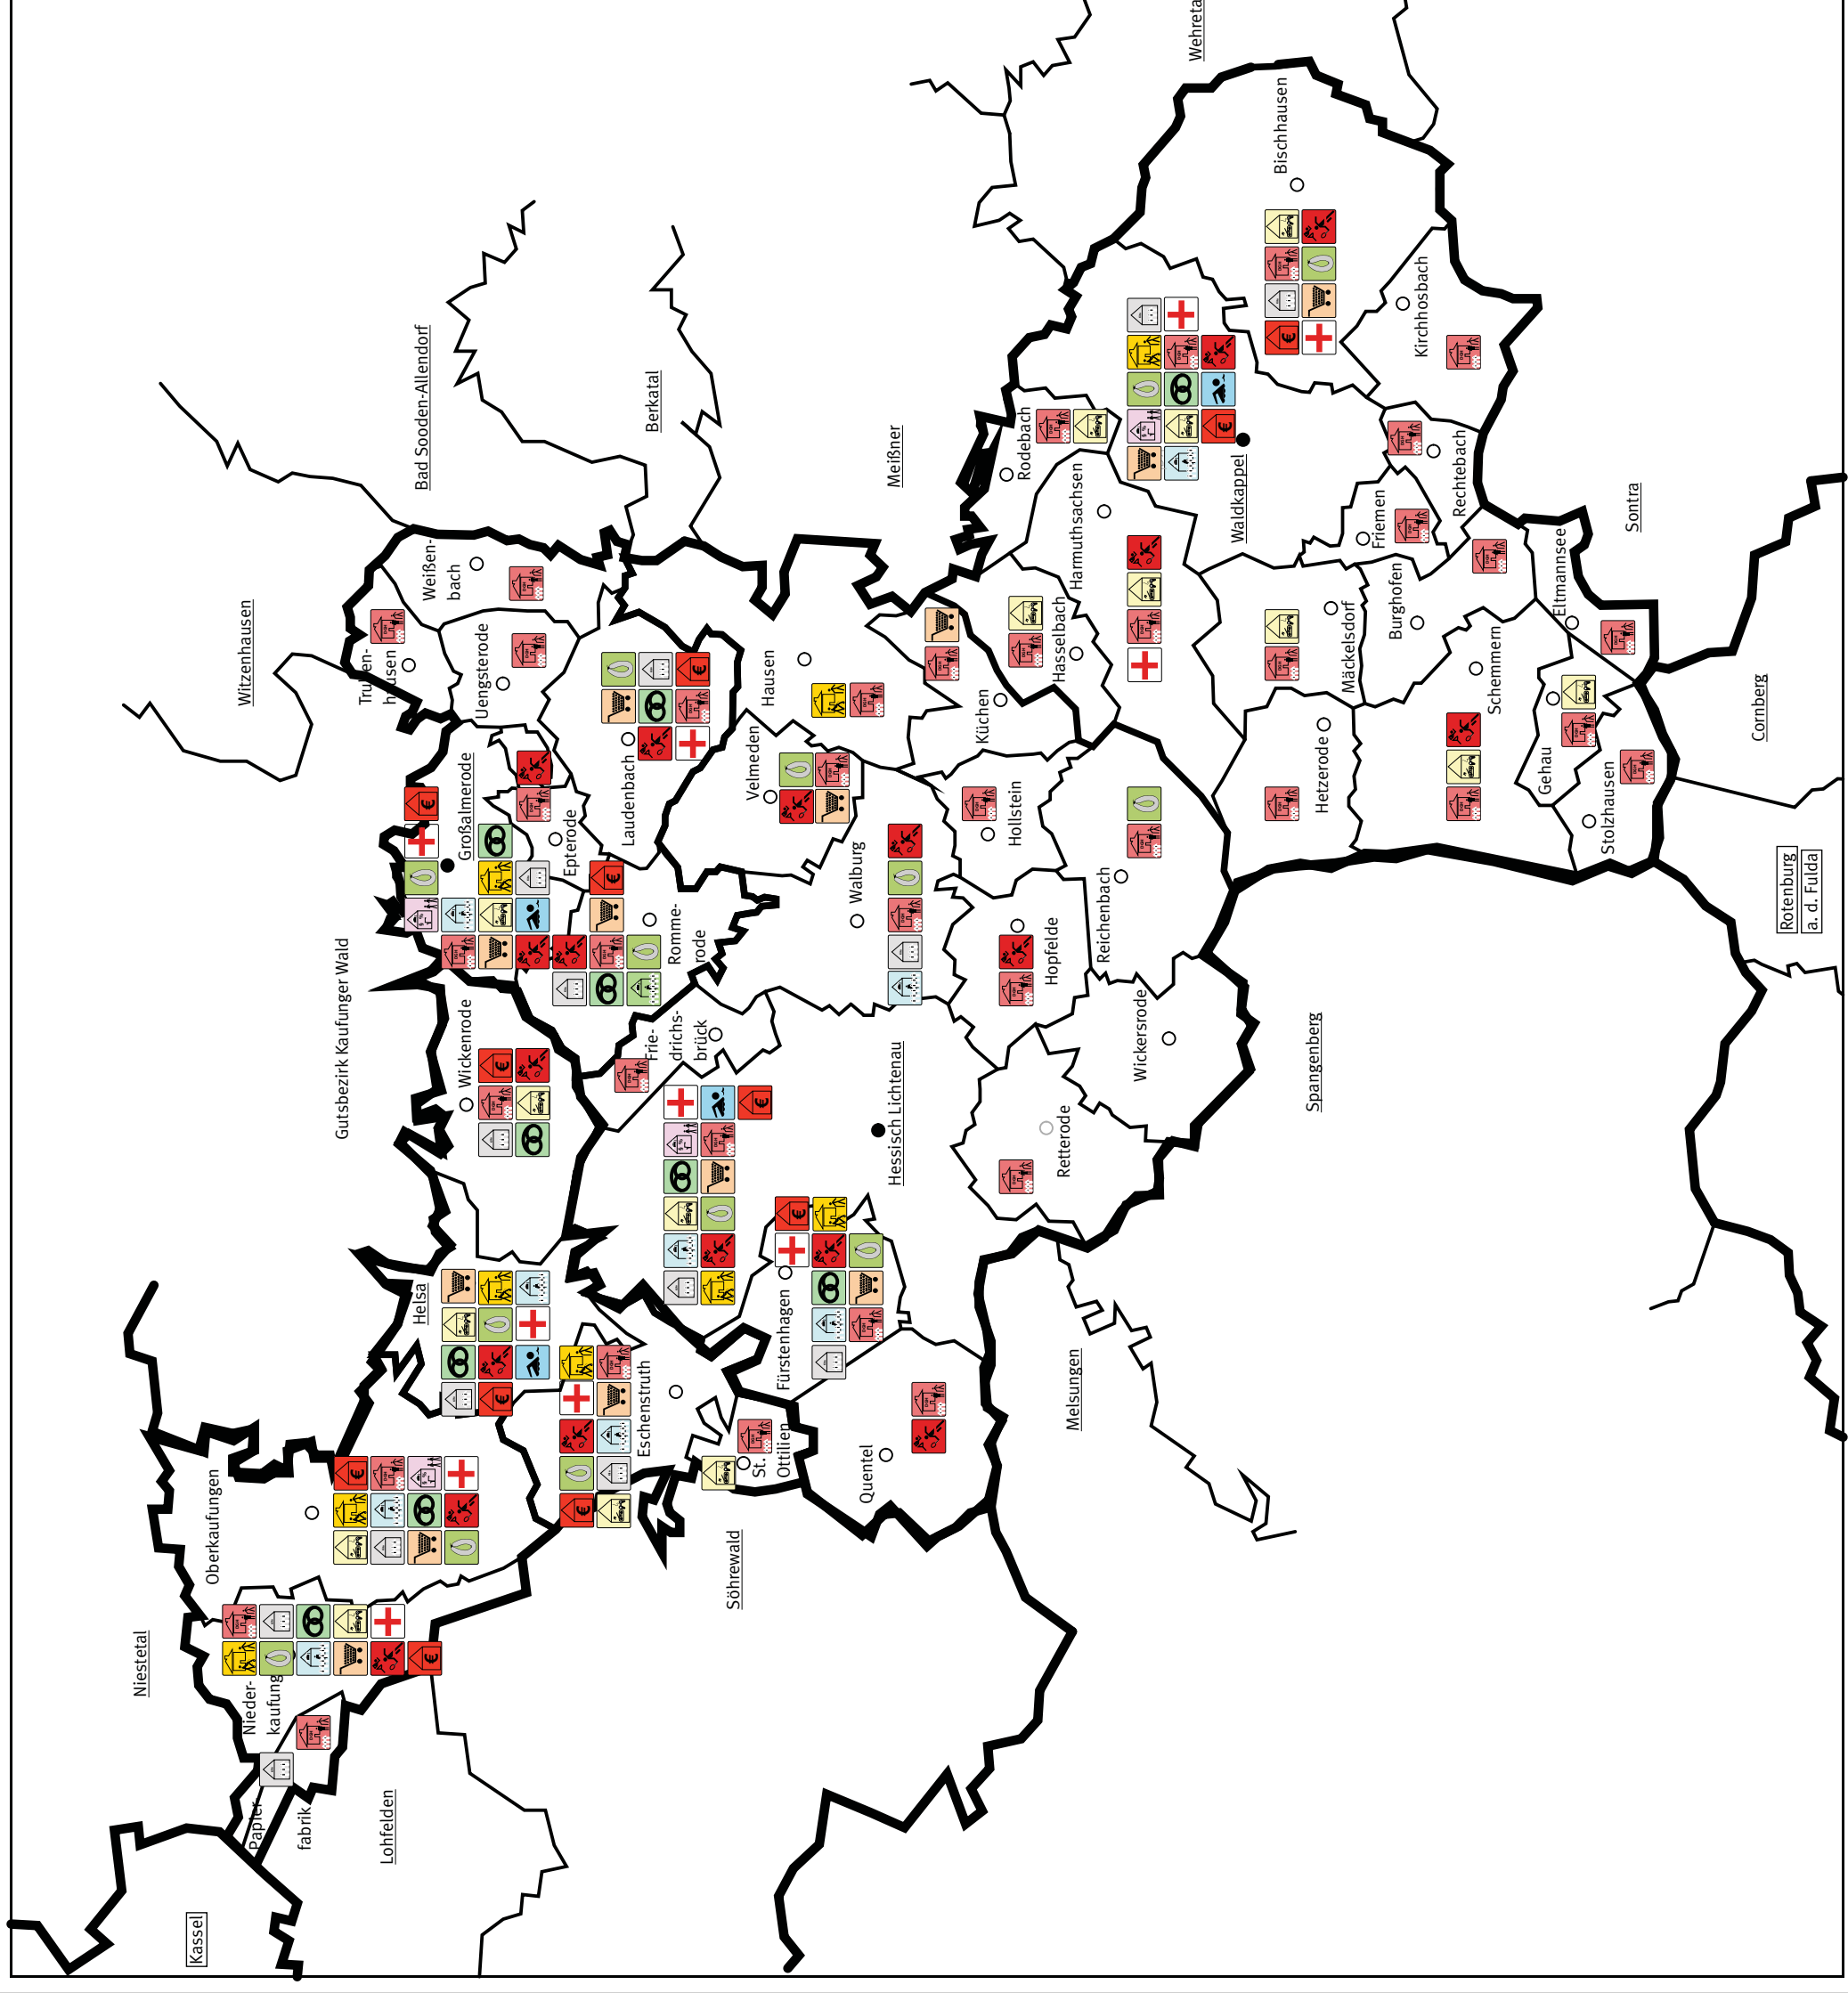 Kassel
Niestetal
Lohfelden
Papier-
fabrik
Nieder-
kaufung
Oberkaufungen
Gutsbezirk Kaufunger Wald
Helsa
Eschenstruth
Wickenrode
St.
Ottilien
Söhrewald
Quentel
Fürstenhagen
Melsungen
Hessisch Lichtenau
Frie-
drichs-
brück
Romme-
rode
Großalmerode
Epterode
Laudenbach
Uengsterode
Trubenhausen
Weißen-
bach
Witzenhausen
Bad Sooden-Allendorf
Berkatal
Meißner
Hausen
Velmeden
Walburg
Küchen
Hollstein
Hopfelde
Reichenbach
Wickersrode
Retterode
Spangenberg
Hasselbach
Harmuthsachsen
Rodebach
Waldkappel
Bischhausen
Wehreta
Kirchhosbach
Rechtebach
Friemen
Burghofen
Mäckelsdorf
Hetzerode
Schemmern
Gehau
Stolzhausen
Eltmannsee
Sontra
Cornberg
Rotenburg
a. d. Fulda